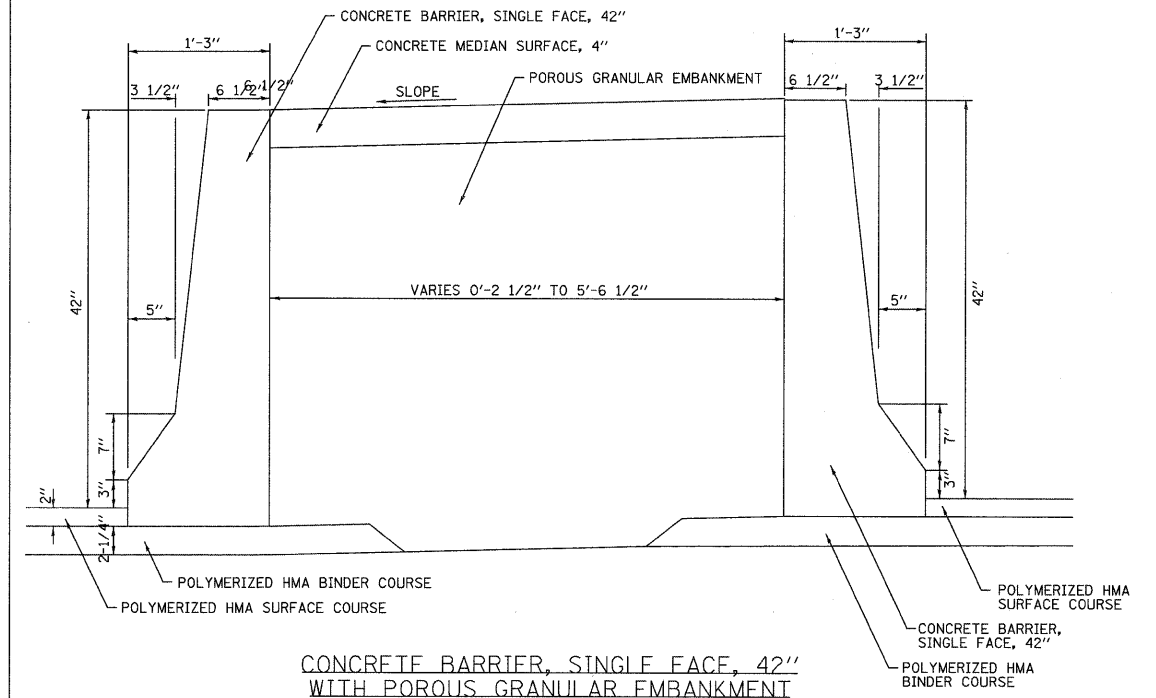 CONCRETE BARRIER, SINGLE FACE, 42"
1'-3"
1'-3"
CONCRETE MEDIAN SURFACE, 4"
POROUS GRANULAR EMBANKMENT
3 1/2"
6 1/2"
6 1/2"
SLOPE
6 1/2"
3 1/2"
42"
VARIES 0'-2 1/2" TO 5'-6 1/2"
5"
5"
42"
7"
7"
3"
3"
2"
2-1/4"
POLYMERIZED HMA BINDER COURSE
POLYMERIZED HMA SURFACE COURSE
POLYMERIZED HMA
SURFACE COURSE
CONCRETE BARRIER,
SINGLE FACE, 42"
POLYMERIZED HMA
BINDER COURSE
CONCRETE BARRIER, SINGLE FACE, 42"
WITH POROUS GRANULAR EMBANKMENT